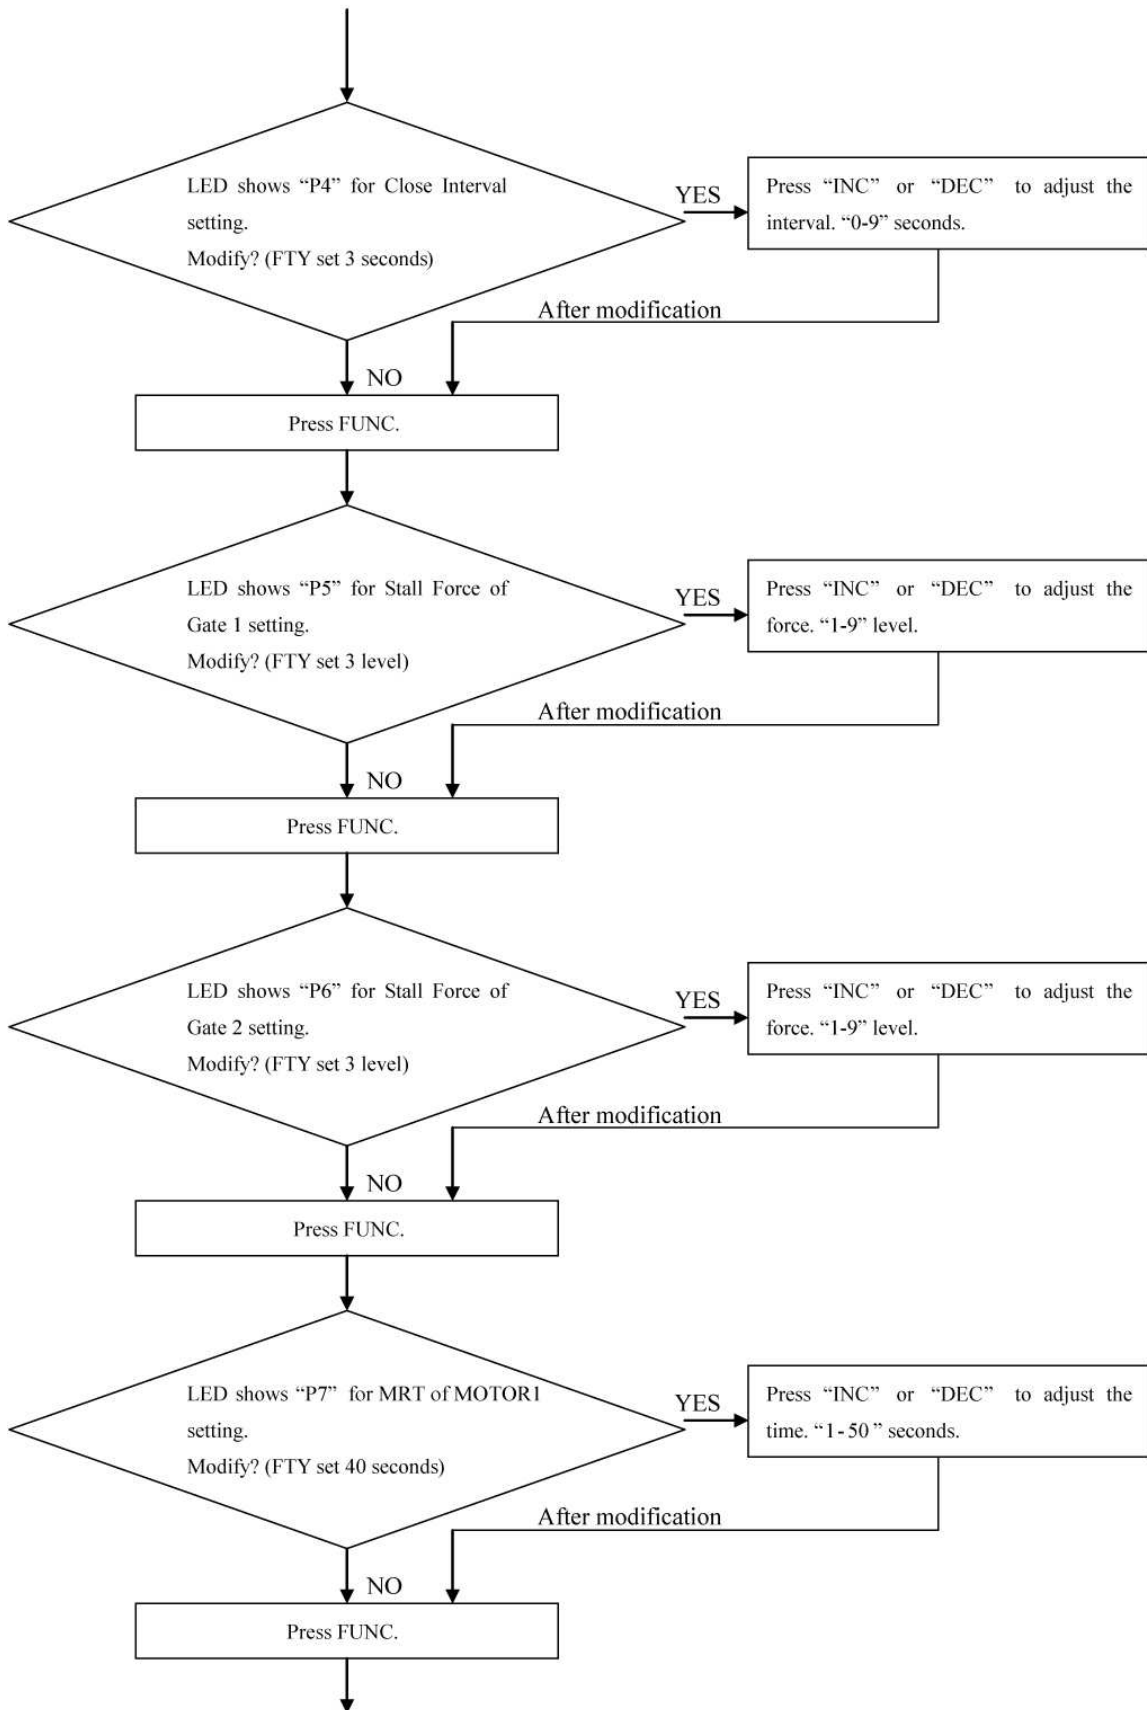 LED shows “P4” for Close Interval
setting.
Modify? (FTY set 3 seconds)
YES
Press “INC” or “DEC” to adjust the
interval. “0-9” seconds.
After modification
NO
Press FUNC.
LED shows “P5” for Stall Force of
Gate 1 setting.
Modify? (FTY set 3 level)
YES
Press “INC” or “DEC” to adjust the
force. “1-9” level.
After modification
NO
Press FUNC.
LED shows “P6” for Stall Force of
Gate 2 setting.
Modify? (FTY set 3 level)
YES
Press “INC” or “DEC” to adjust the
force. “1-9” level.
After modification
NO
Press FUNC.
LED shows “P7” for MRT of MOTOR1
setting.
Modify? (FTY set 40 seconds)
YES
Press “INC” or “DEC” to adjust the
time. “1-50” seconds.
After modification
NO
Press FUNC.